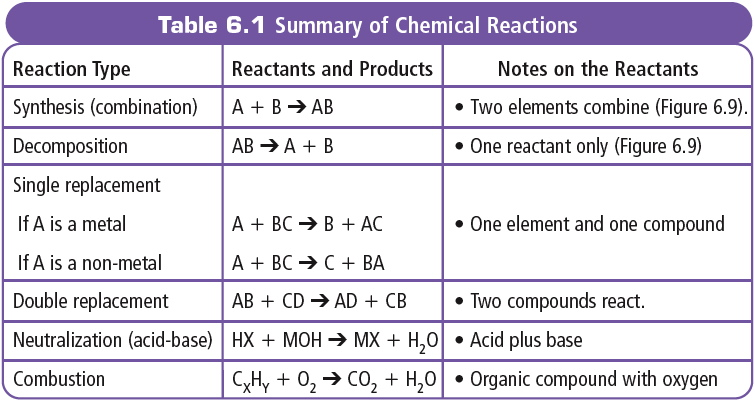 Table 6.1 Summary of Chemical Reactions
Reaction Type Reactants and Products Notes on the Reactants
Synthesis (combination) A + B ➔ AB • Two elements combine (Figure 6.9).
Decomposition AB ➔ A + B • One reactant only (Figure 6.9)
Single replacement
If A is a metal A + BC ➔ B + AC • One element and one compound
If A is a non-metal A + BC ➔ C + BA
Double replacement AB + CD ➔ AD + CB • Two compounds react.
Neutralization (acid-base) HX + MOH ➔ MX + H₂O • Acid plus base
Combustion CₓHᵧ + O₂ ➔ CO₂ + H₂O • Organic compound with oxygen